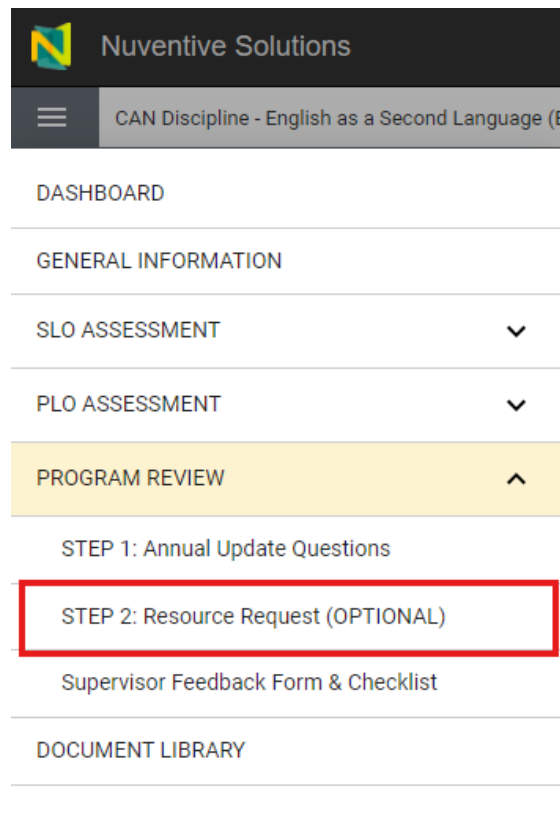 Nuventive Solutions
CAN Discipline - English as a Second Language (E
DASHBOARD
GENERAL INFORMATION
SLO ASSESSMENT
PLO ASSESSMENT
PROGRAM REVIEW
STEP 1: Annual Update Questions
STEP 2: Resource Request (OPTIONAL)
Supervisor Feedback Form & Checklist
DOCUMENT LIBRARY